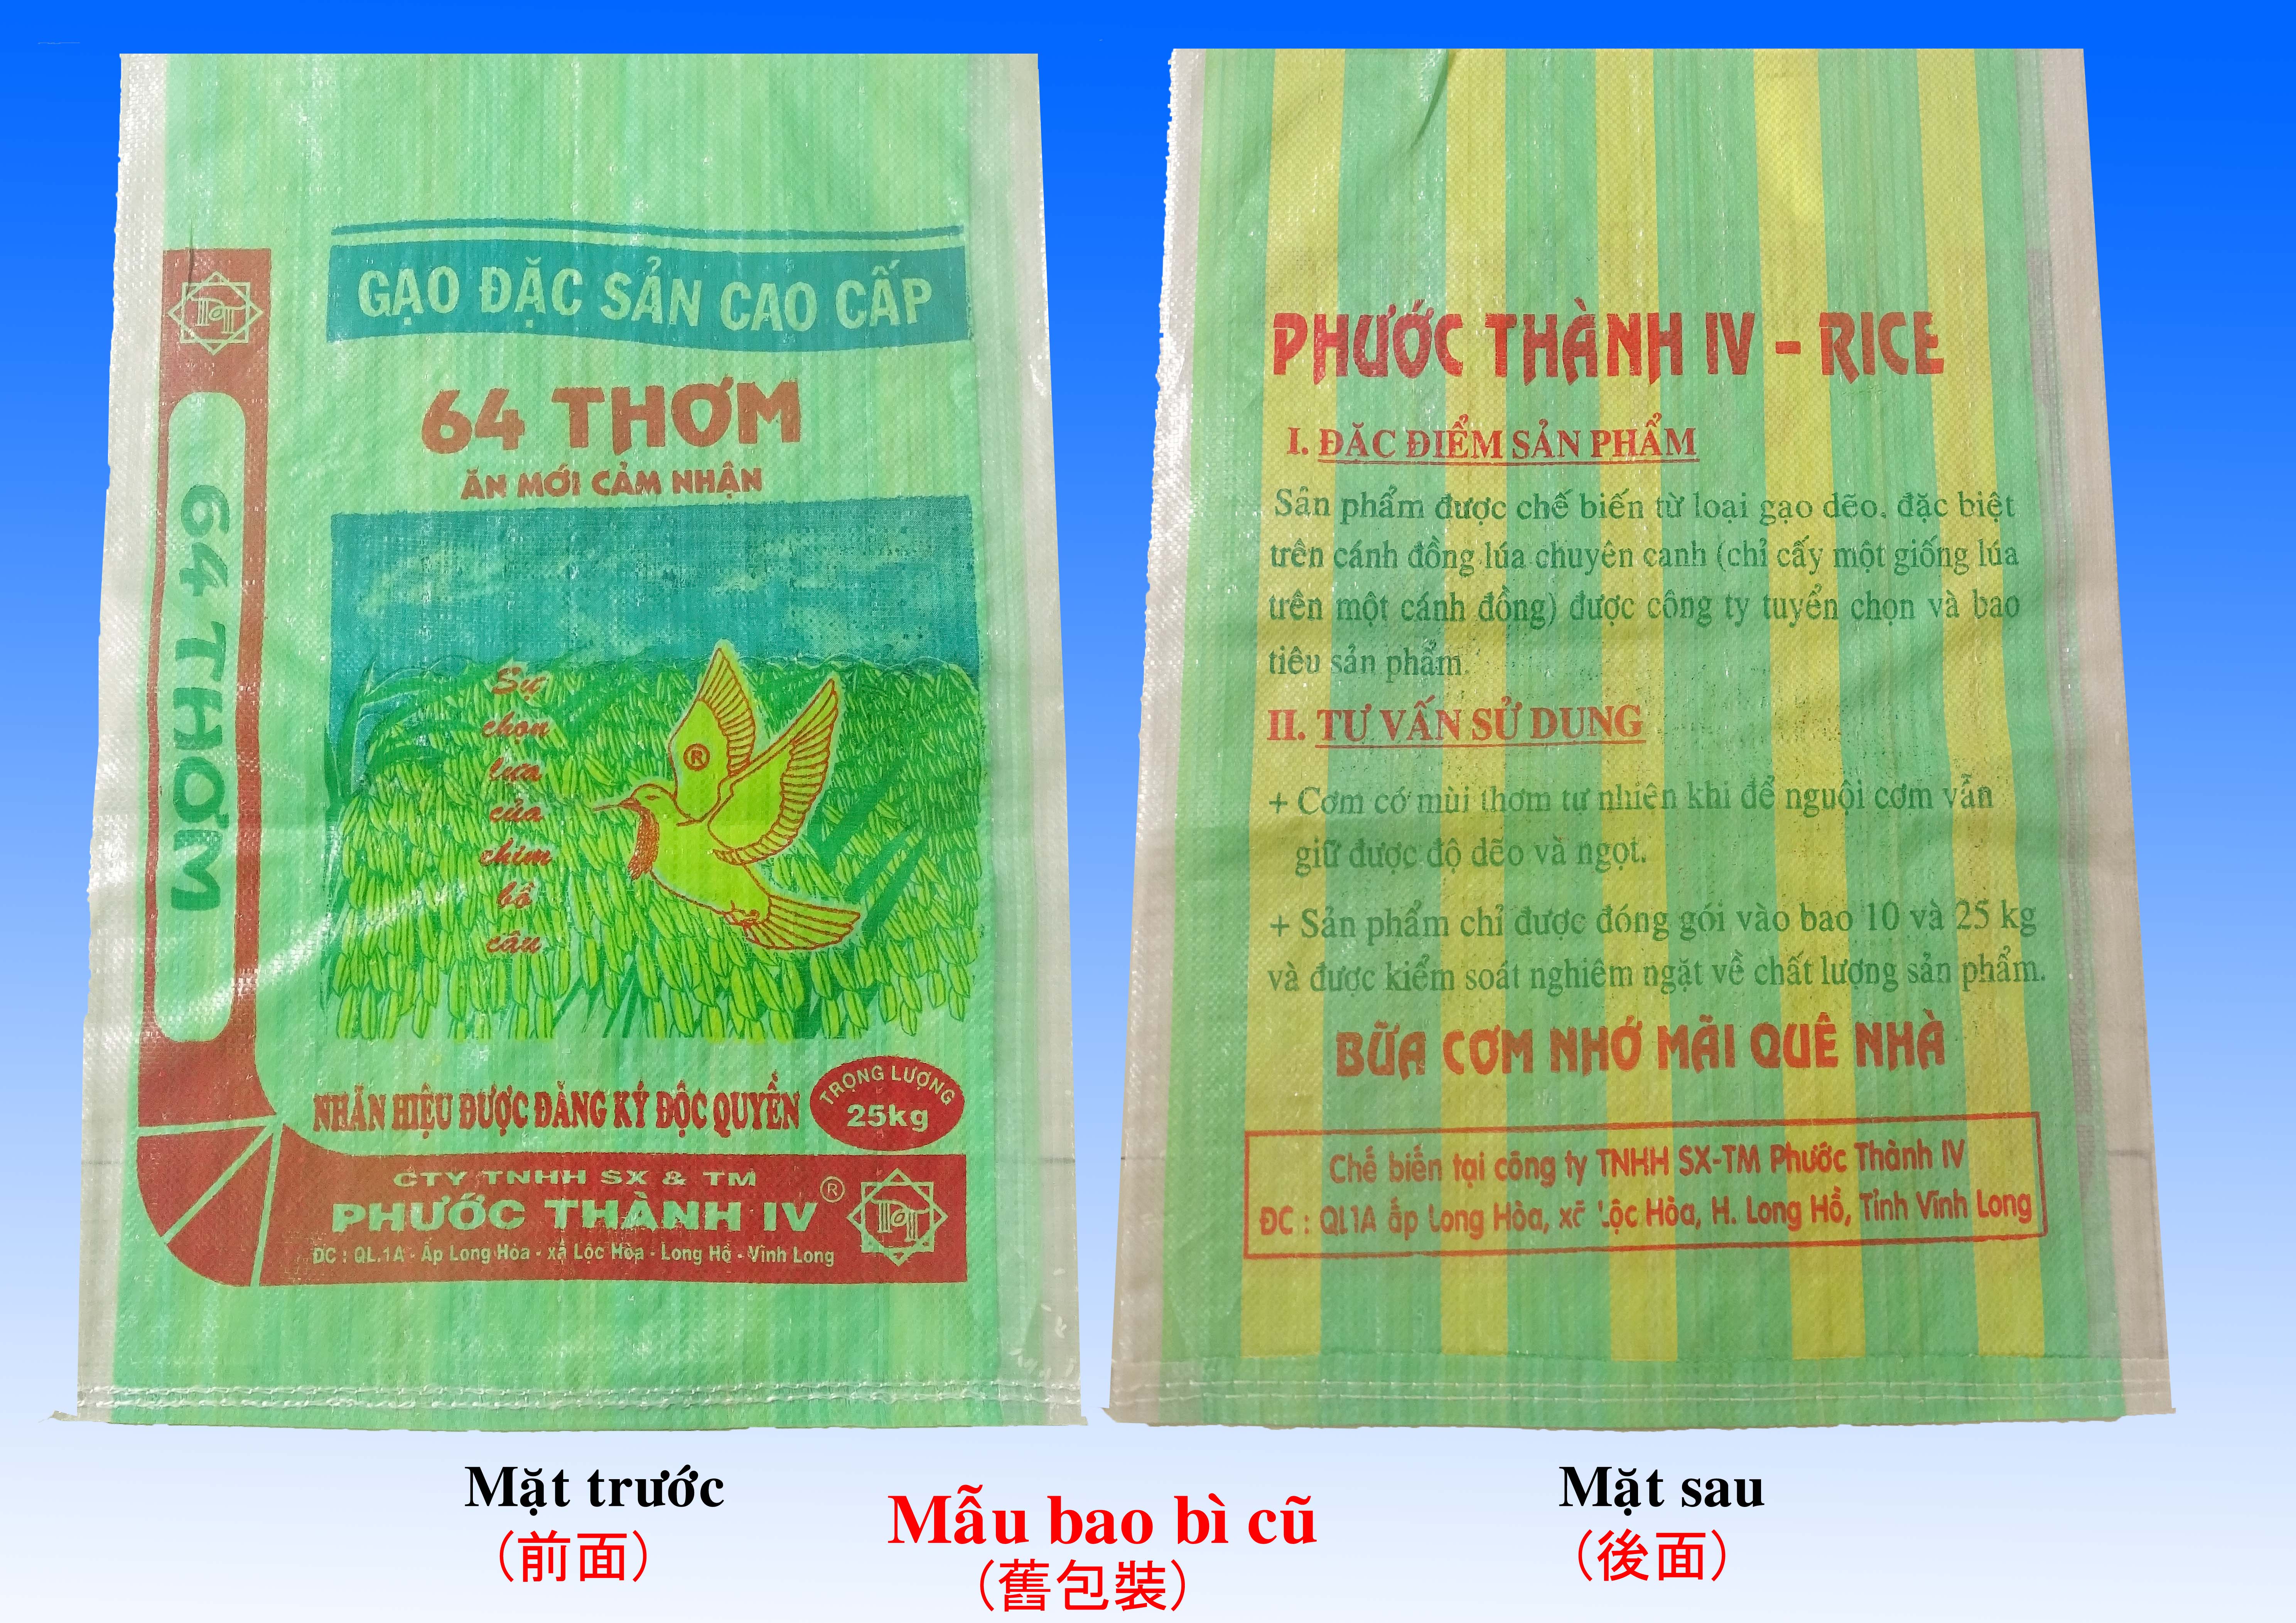 GẠO ĐẶC SẢN CAO CẤP
64 THƠM
ĂN MỚI CẢM NHẬN
64 THƠM
Sự
chọn
lựa
của
chim
bồ
câu
®
NHÃN HIỆU ĐƯỢC ĐĂNG KÝ ĐỘC QUYỀN
TRỌNG LƯỢNG
25kg
CTY TNHH SX & TM
PHƯỚC THÀNH IV ®
ĐC : QL.1A - Ấp Long Hòa - xã Lộc Hòa - Long Hồ - Vĩnh Long
PHƯỚC THÀNH IV - RICE
I. ĐẶC ĐIỂM SẢN PHẨM
Sản phẩm được chế biến từ loại gạo dẽo, đặc biệt
trên cánh đồng lúa chuyên canh (chỉ cấy một giống lúa
trên một cánh đồng) được công ty tuyển chọn và bao
tiêu sản phẩm.
II. TƯ VẤN SỬ DỤNG
+ Cơm có mùi thơm tự nhiên khi để nguội cơm vẫn
giữ được độ dẽo và ngọt.
+ Sản phẩm chỉ được đóng gói vào bao 10 và 25 kg
và được kiểm soát nghiêm ngặt về chất lượng sản phẩm.
BỮA CƠM NHỚ MÃI QUÊ NHÀ
Chế biến tại công ty TNHH SX-TM Phước Thành IV
ĐC : QL1A ấp Long Hòa, xã Lộc Hòa, H. Long Hồ, Tỉnh Vĩnh Long
Mặt trước
(前面)
Mẫu bao bì cũ
(舊包裝)
Mặt sau
(後面)